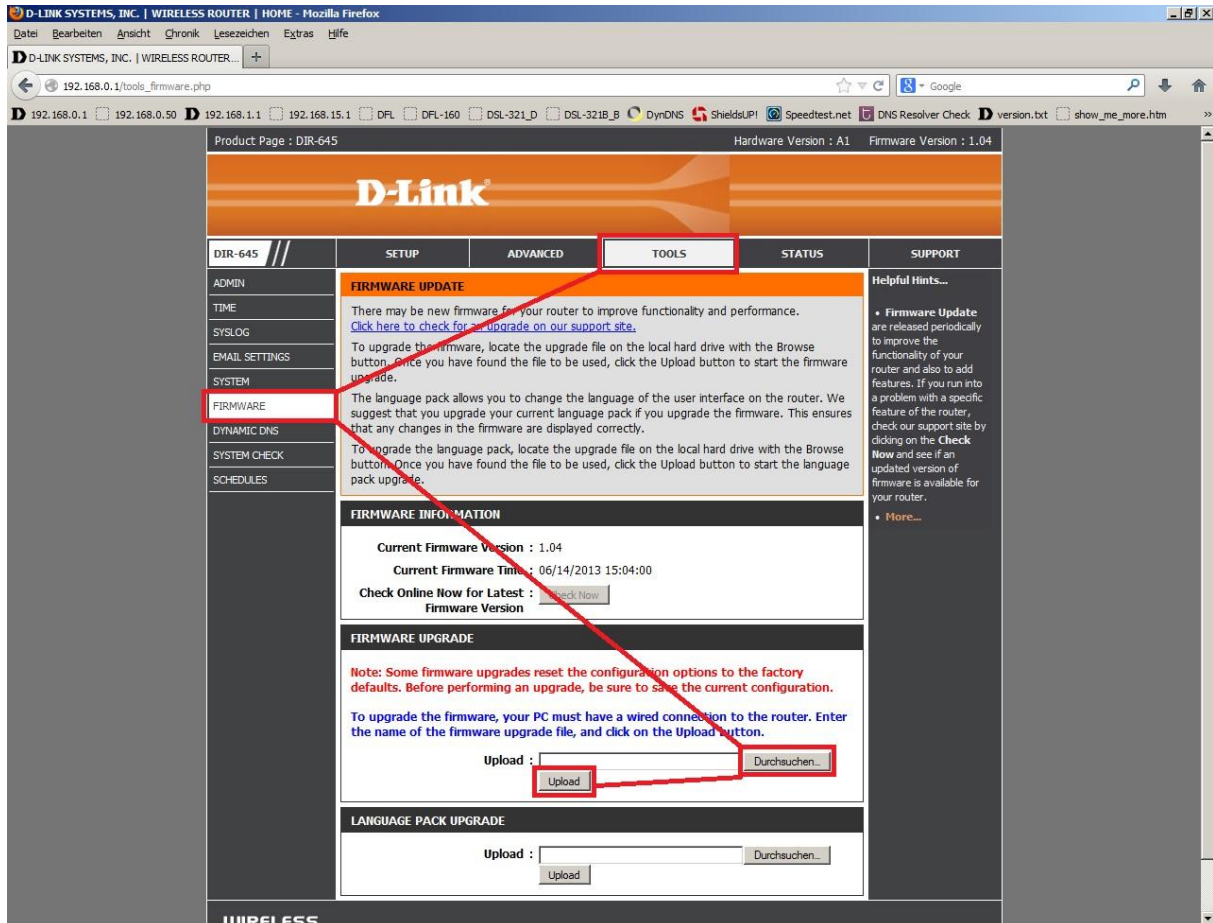 D-LINK SYSTEMS, INC. | WIRELESS ROUTER | HOME - Mozilla Firefox
Datei Bearbeiten Ansicht Chronik Lesezeichen Extras Hilfe
D-LINK SYSTEMS, INC. | WIRELESS ROUTER...
192.168.0.1/tools_firmware.php
Google
192.168.0.1 192.168.0.50 192.168.1.1 192.168.15.1 DFL DFL-160 DSL-321_D DSL-321B_B DynDNS ShieldsUP! Speedtest.net DNS Resolver Check version.txt show_me_more.htm
Product Page : DIR-645 Hardware Version : A1 Firmware Version : 1.04
D-Link
DIR-645 SETUP ADVANCED TOOLS STATUS SUPPORT
ADMIN
TIME
SYSLOG
EMAIL SETTINGS
SYSTEM
FIRMWARE
DYNAMIC DNS
SYSTEM CHECK
SCHEDULES
FIRMWARE UPDATE
There may be new firmware for your router to improve functionality and performance.
Click here to check for an upgrade on our support site.
To upgrade the firmware, locate the upgrade file on the local hard drive with the Browse
button. Once you have found the file to be used, click the Upload button to start the firmware
upgrade.
The language pack allows you to change the language of the user interface on the router. We
suggest that you upgrade your current language pack if you upgrade the firmware. This ensures
that any changes in the firmware are displayed correctly.
To upgrade the language pack, locate the upgrade file on the local hard drive with the Browse
button. Once you have found the file to be used, click the Upload button to start the language
pack upgrade.
FIRMWARE INFORMATION
Current Firmware Version : 1.04
Current Firmware Time : 06/14/2013 15:04:00
Check Online Now for Latest : Check Now
Firmware Version
FIRMWARE UPGRADE
Note: Some firmware upgrades reset the configuration options to the factory
defaults. Before performing an upgrade, be sure to save the current configuration.
To upgrade the firmware, your PC must have a wired connection to the router. Enter
the name of the firmware upgrade file, and click on the Upload button.
Upload : Durchsuchen...
Upload
LANGUAGE PACK UPGRADE
Upload : Durchsuchen...
Upload
Helpful Hints...
• Firmware Update
are released periodically
to improve the
functionality of your
router and also to add
features. If you run into
a problem with a specific
feature of the router,
check our support site by
clicking on the Check
Now and see if an
updated version of
firmware is available for
your router.
• More...
WIRELESS